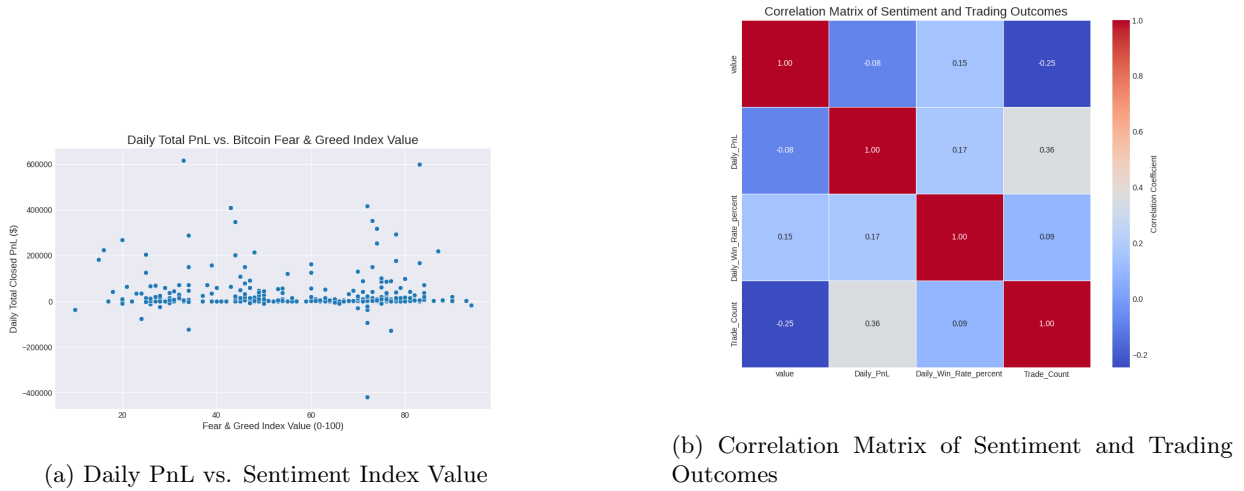 Daily Total PnL vs. Bitcoin Fear & Greed Index Value
Daily Total Closed PnL ($)
600000
400000
200000
0
−200000
−400000
20 40 60 80
Fear & Greed Index Value (0-100)
(a) Daily PnL vs. Sentiment Index Value
Correlation Matrix of Sentiment and Trading Outcomes
value
1.00 -0.08 0.15 -0.25
Daily_PnL
-0.08 1.00 0.17 0.36
Daily_Win_Rate_percent
0.15 0.17 1.00 0.09
Trade_Count
-0.25 0.36 0.09 1.00
value Daily_PnL Daily_Win_Rate_percent Trade_Count
1.0
0.8
0.6
0.4
0.2
0.0
−0.2
Correlation Coefficient
(b) Correlation Matrix of Sentiment and Trading
Outcomes